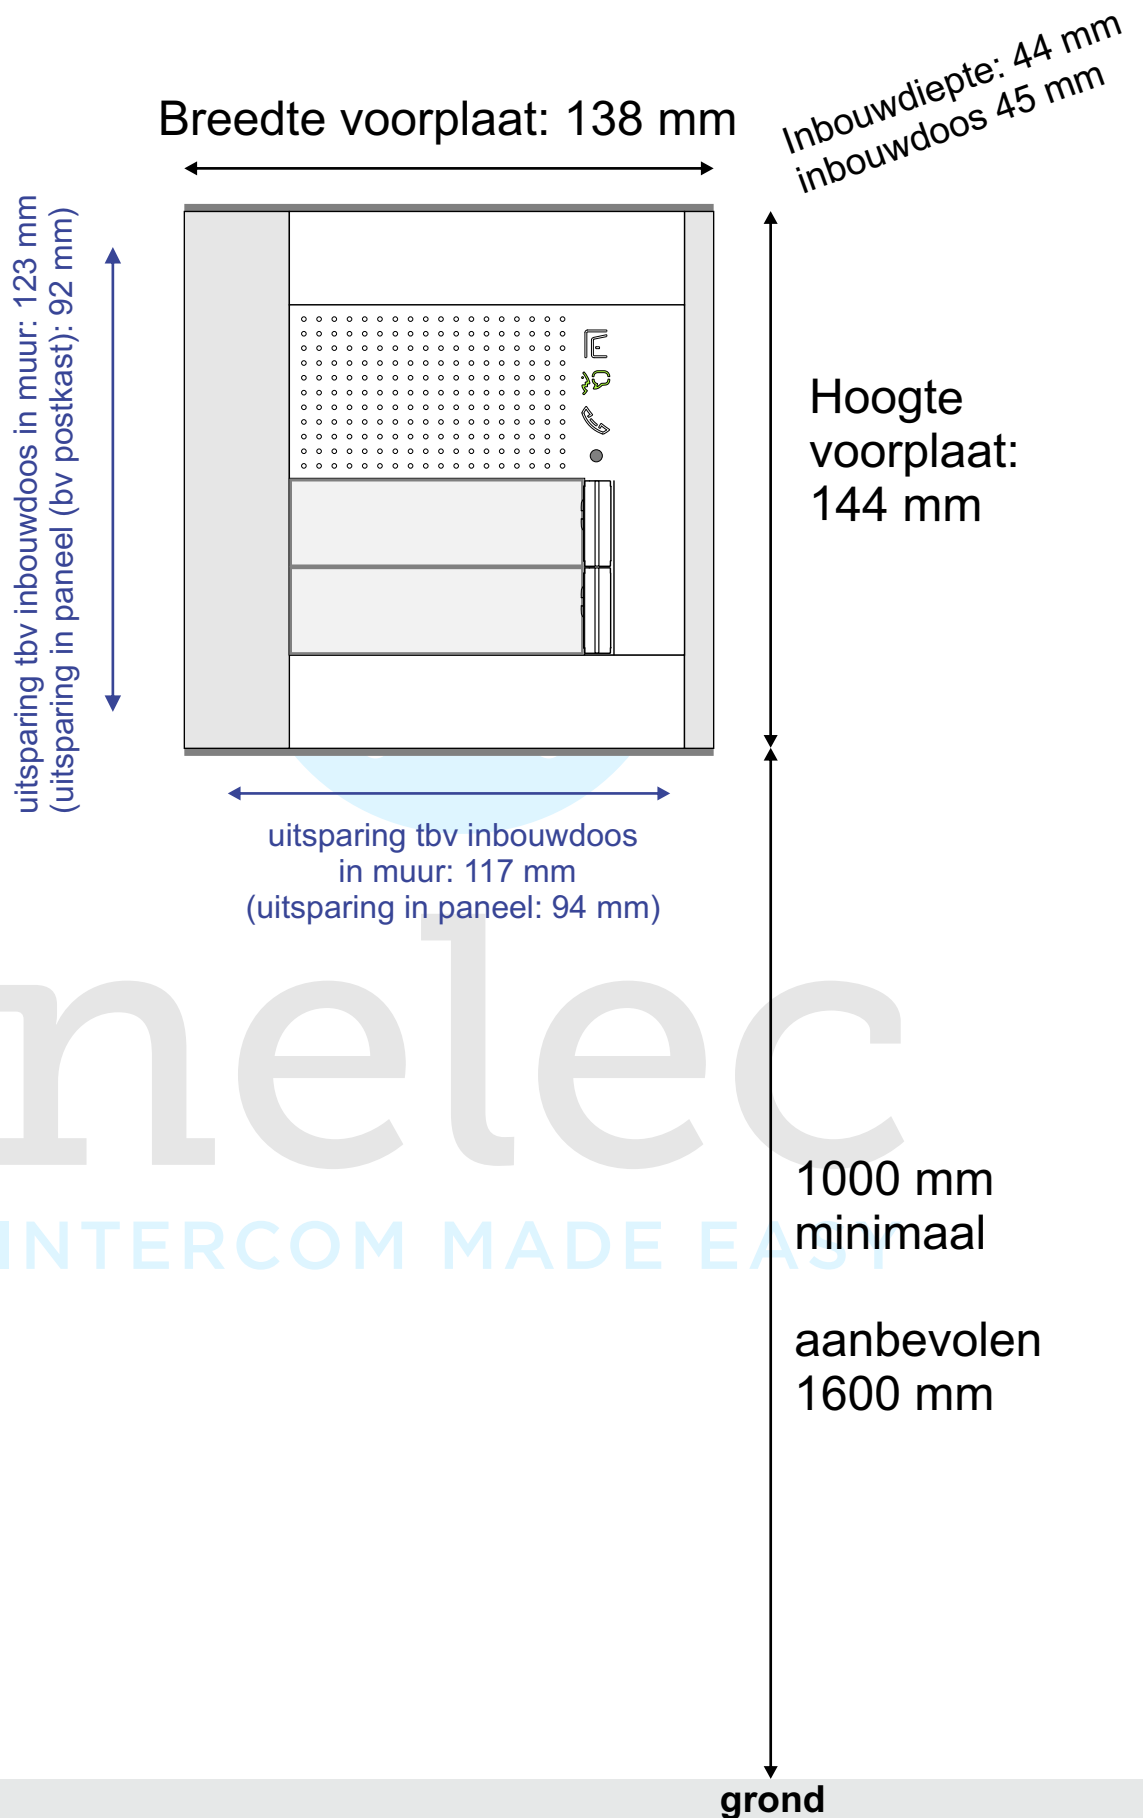 Inbouwdiepte: 44 mm
inbouwdoos 45 mm
Breedte voorplaat: 138 mm
uitsparing tbv inbouwdoos in muur: 123 mm
(uitsparing in paneel (bv postkast): 92 mm)
Hoogte
voorplaat:
144 mm
uitsparing tbv inbouwdoos
in muur: 117 mm
(uitsparing in paneel: 94 mm)
nelec
INTERCOM MADE EASY
1000 mm
minimaal
aanbevolen
1600 mm
grond